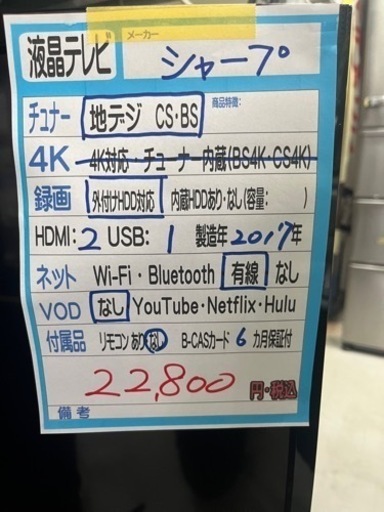 液晶テレビ メーカー シャープ
商品特徴:
チュナー 地デジ CS・BS
4K 4K対応・チューナー内蔵(BS4K・CS4K)
録画 外付けHDD対応 内蔵HDDあり・なし(容量: )
HDMI:2 USB:1 製造年2017年
ネット Wi-Fi・Bluetooth 有線 なし
VOD なし YouTube・Netflix・Hulu
付属品 リモコン あり なし B-CASカード 6カ月保証付
22,800 円・税込
備考